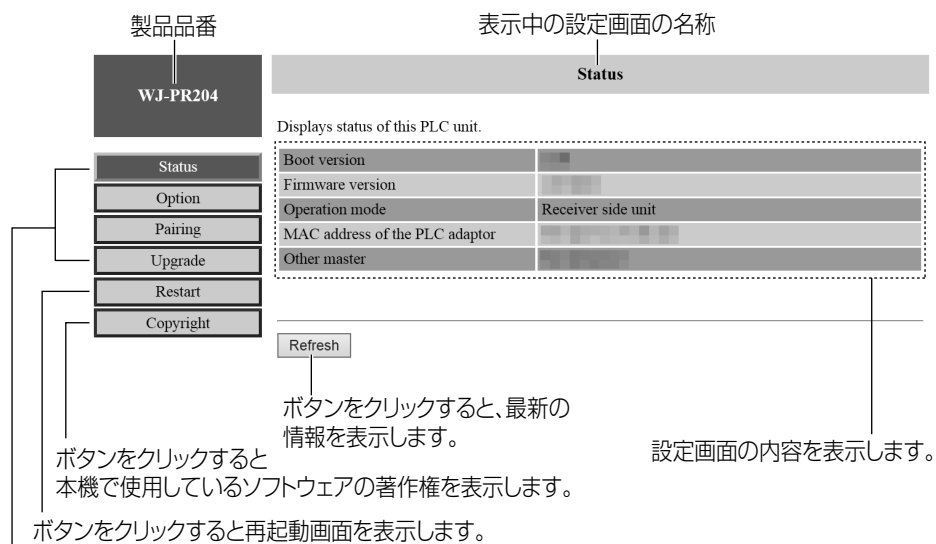 製品品番
表示中の設定画面の名称
WJ-PR204
Status
Displays status of this PLC unit.
Status
Option
Pairing
Upgrade
Restart
Copyright
Boot version
Firmware version
Operation mode Receiver side unit
MAC address of the PLC adaptor
Other master
Refresh
ボタンをクリックすると、最新の
情報を表示します。
設定画面の内容を表示します。
ボタンをクリックすると
本機で使用しているソフトウェアの著作権を表示します。
ボタンをクリックすると再起動画面を表示します。